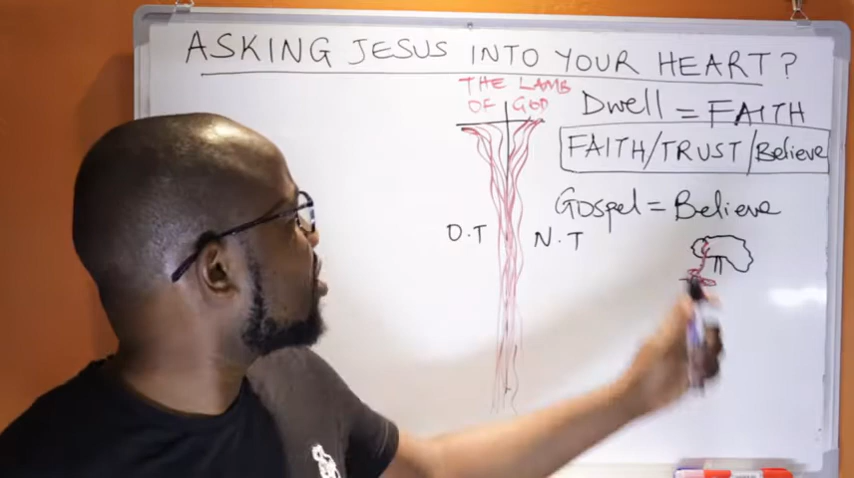 ASKING JESUS INTO YOUR HEART?
THE LAMB
OF GOD
Dwell = FAITH
FAITH/TRUST/Believe
Gospel = Believe
O.T
N.T